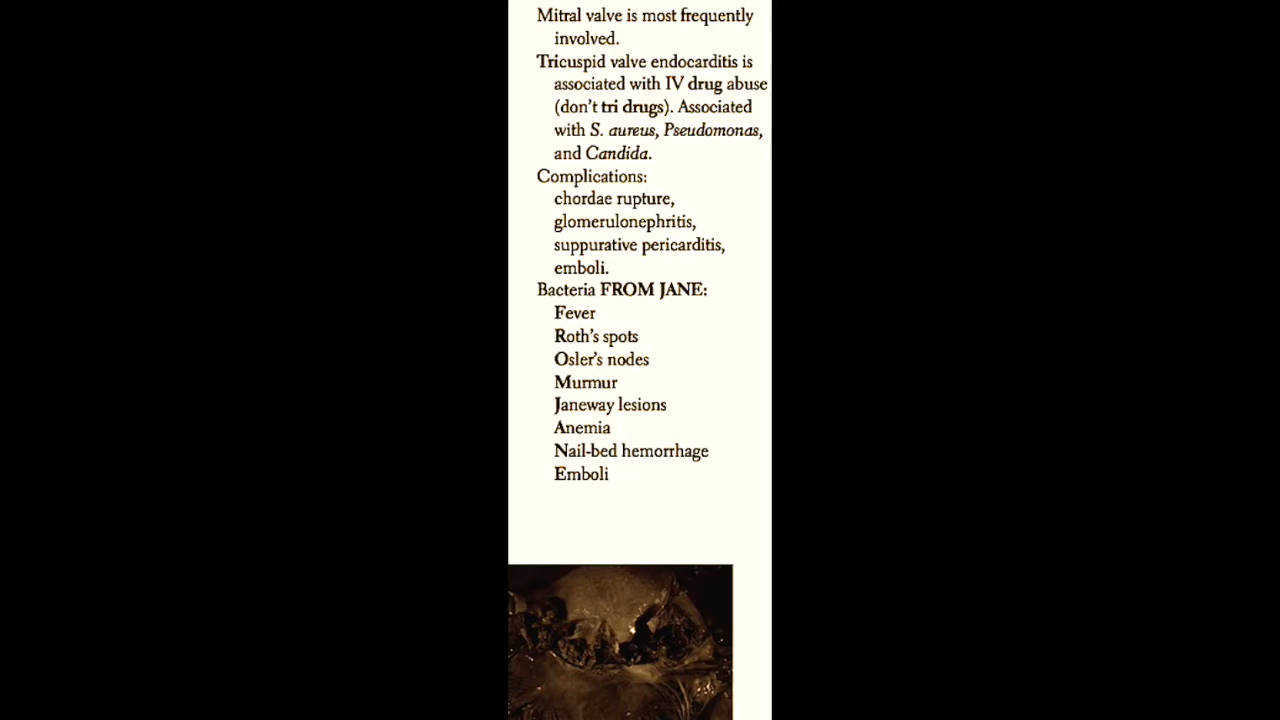 Mitral valve is most frequently
involved.
Tricuspid valve endocarditis is
associated with IV drug abuse
(don't tri drugs). Associated
with S. aureus, Pseudomonas,
and Candida.
Complications:
chordae rupture,
glomerulonephritis,
suppurative pericarditis,
emboli.
Bacteria FROM JANE:
Fever
Roth's spots
Osler's nodes
Murmur
Janeway lesions
Anemia
Nail-bed hemorrhage
Emboli